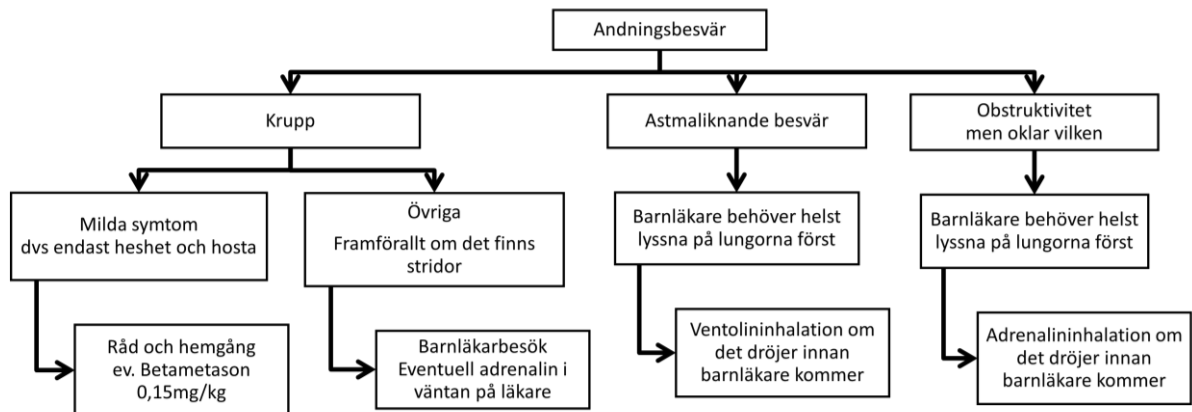 Andningsbesvär
Krupp
Astmaliknande besvär
Obstruktivitet
men oklar vilken
Milda symtom
dvs endast heshet och hosta
Övriga
Framförallt om det finns
stridor
Barnläkare behöver helst
lyssna på lungorna först
Barnläkare behöver helst
lyssna på lungorna först
Råd och hemgång
ev. Betametason
0,15mg/kg
Barnläkarbesök
Eventuell adrenalin i
väntan på läkare
Ventolininhalation om
det dröjer innan
barnläkare kommer
Adrenalininhalation om
det dröjer innan
barnläkare kommer